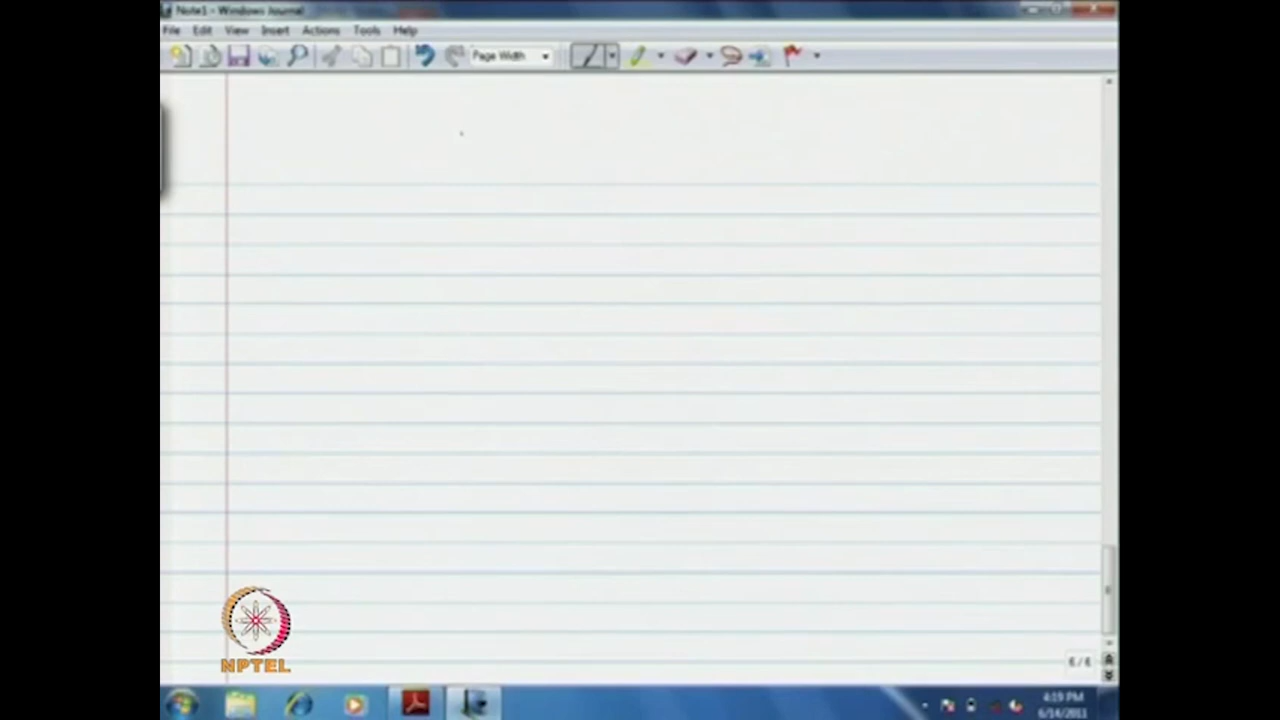 Note1 - Windows Journal
File Edit View Insert Actions Tools Help
Page Width
NPTEL
6 / 6
4:19 PM
6/14/2011